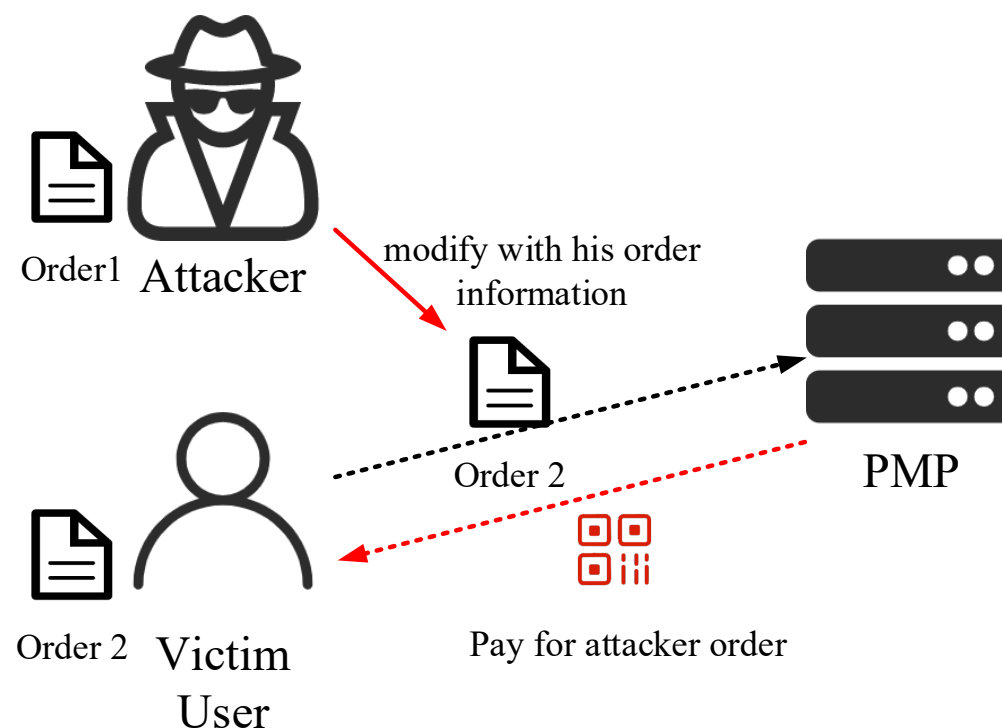 modify with his order
information
Order1
Attacker
PMP
Order 2
Order 2
Victim
User
Pay for attacker order